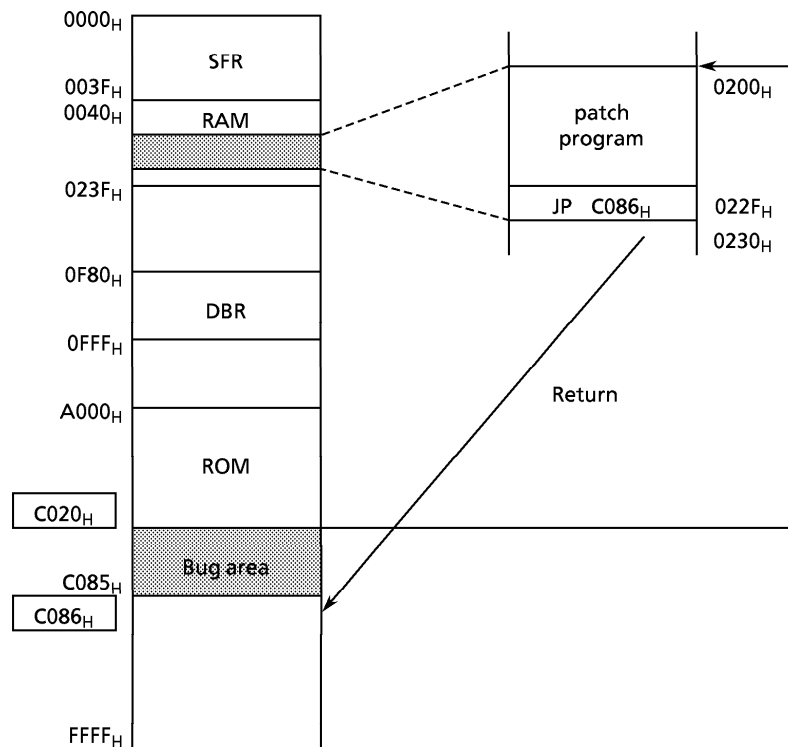 0000H
SFR
003FH
0040H
RAM
023FH
0F80H
DBR
0FFFH
A000H
ROM
C020H
Bug area
C085H
C086H
FFFFH
0200H
patch
program
JP C086H
022FH
0230H
Return